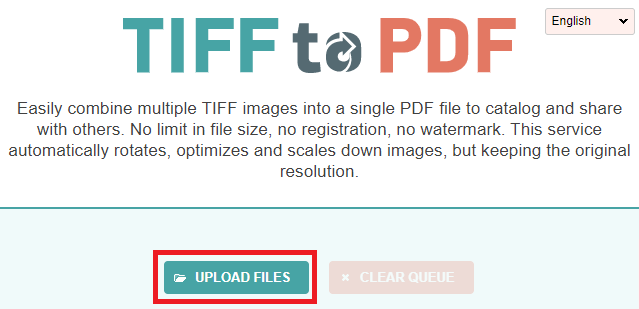 English
TIFF to PDF
Easily combine multiple TIFF images into a single PDF file to catalog and share
with others. No limit in file size, no registration, no watermark. This service
automatically rotates, optimizes and scales down images, but keeping the original
resolution.
UPLOAD FILES
CLEAR QUEUE